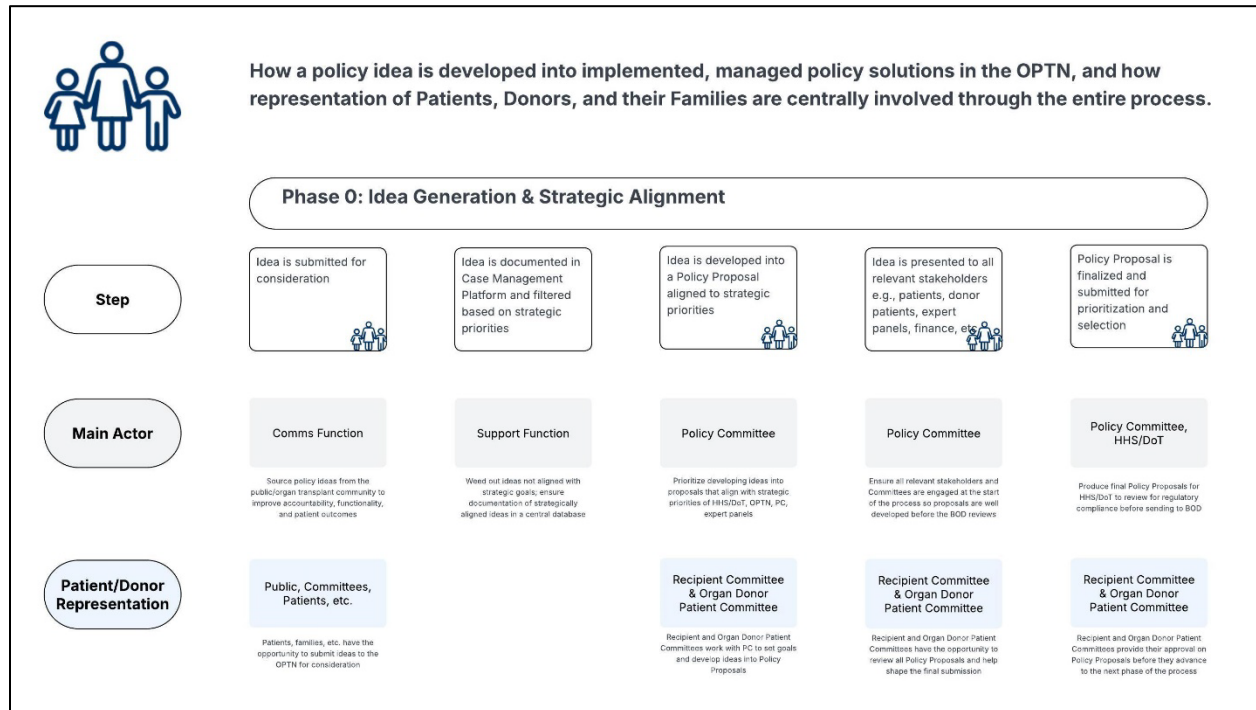 How a policy idea is developed into implemented, managed policy solutions in the OPTN, and how
representation of Patients, Donors, and their Families are centrally involved through the entire process.
Phase 0: Idea Generation & Strategic Alignment
Step
Idea is submitted for
consideration
Idea is documented in
Case Management
Platform and filtered
based on strategic
priorities
Idea is developed into
a Policy Proposal
aligned to strategic
priorities
Idea is presented to all
relevant stakeholders
e.g., patients, donor
patients, expert
panels, finance, etc
Policy Proposal is
finalized and
submitted for
prioritization and
selection
Main Actor
Comms Function
Source policy ideas from the
public/organ transplant community to
improve accountability, functionality,
and patient outcomes
Support Function
Weed out ideas not aligned with
strategic goals; ensure
documentation of strategically
aligned ideas in a central database
Policy Committee
Prioritize developing ideas into
proposals that align with strategic
priorities of HHS/DoT, OPTN, PC,
expert panels
Policy Committee
Ensure all relevant stakeholders and
Committees are engaged at the start
of the process so proposals are well
developed before the BOD reviews
Policy Committee,
HHS/DoT
Produce final Policy Proposals for
HHS/DoT to review for regulatory
compliance before sending to BOD
Patient/Donor
Representation
Public, Committees,
Patients, etc.
Patients, families, etc. have the
opportunity to submit ideas to the
OPTN for consideration
Recipient Committee
& Organ Donor
Patient Committee
Recipient and Organ Donor Patient
Committees work with PC to set goals
and develop ideas into Policy
Proposals
Recipient Committee
& Organ Donor
Patient Committee
Recipient and Organ Donor Patient
Committees have the opportunity to
review all Policy Proposals and help
shape the final submission
Recipient Committee
& Organ Donor
Patient Committee
Recipient and Organ Donor Patient
Committees provide their approval on
Policy Proposals before they advance
to the next phase of the process